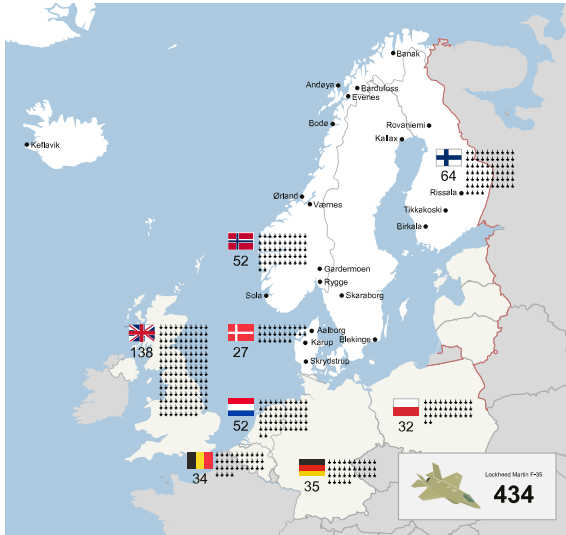 Banak
Andøya
Bardufoss
Evenes
Bodø
Rovaniemi
Kallax
Keflavik
64
Rissala
Ørland
Værnes
Tikkakoski
Birkala
52
Gardermoen
Rygge
Sola
Skaraborg
138
27
Aalborg
Karup
Blekinge
Skrydstrup
52
32
34
35
Lockheed Martin F-35
434